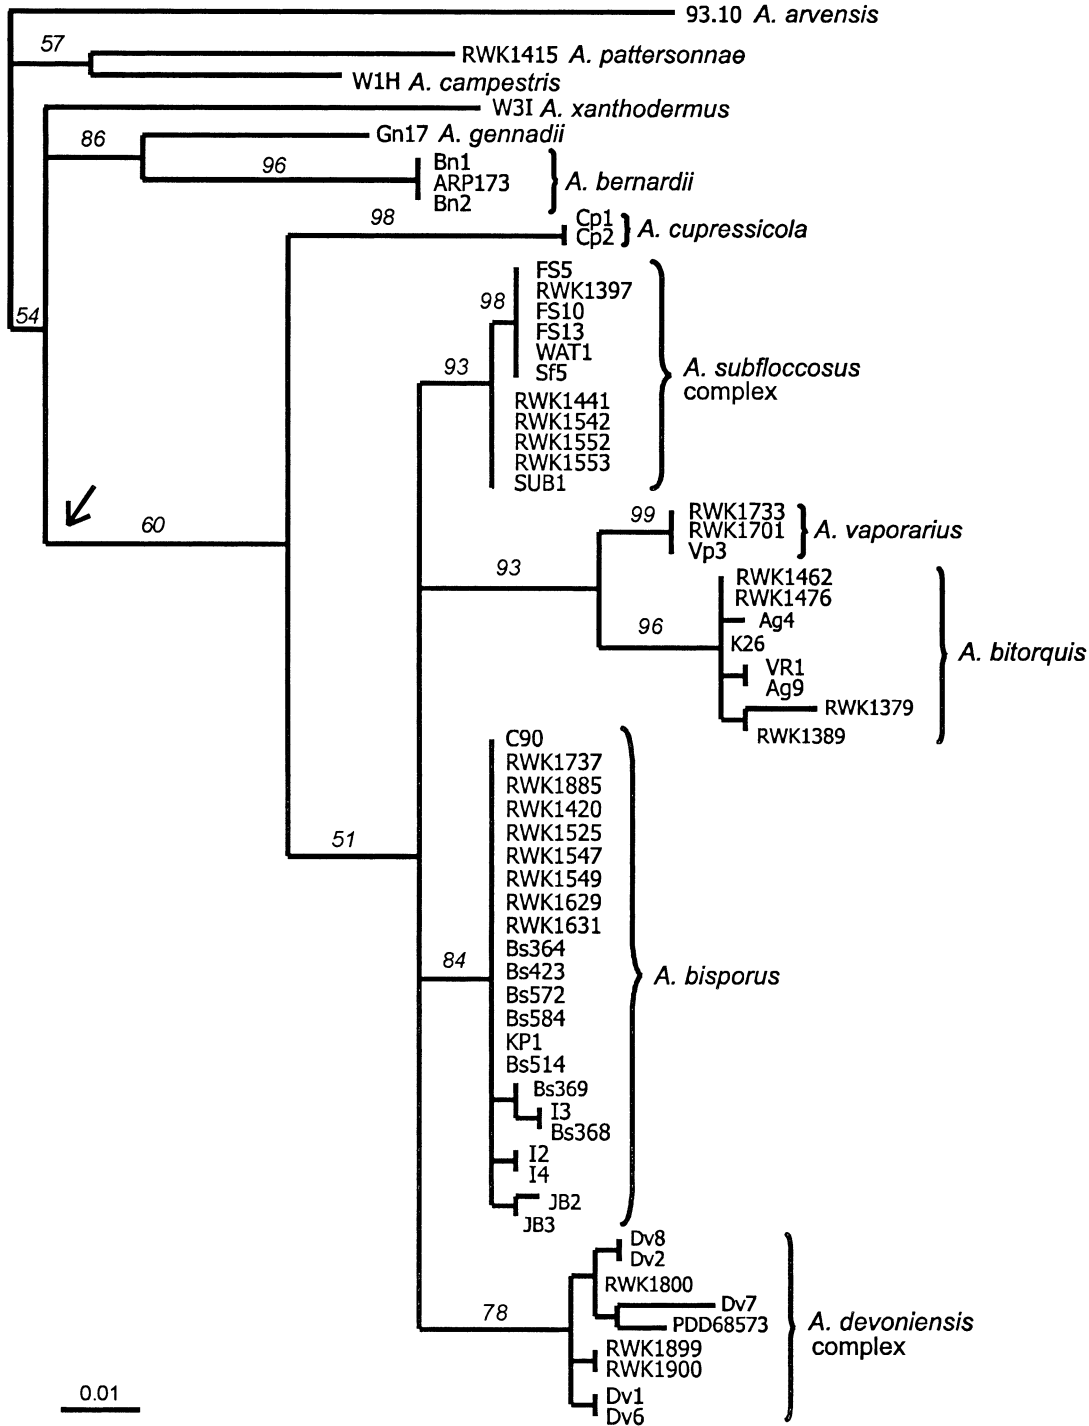 93.10 A. arvensis
57
RWK1415 A. pattersonnae
W1H A. campestris
W3I A. xanthodermus
86
Gn17 A. gennadii
96
Bn1
ARP173
Bn2
A. bernardii
98
Cp1
Cp2
A. cupressicola
54
98
FS5
RWK1397
FS10
FS13
WAT1
Sf5
93
RWK1441
RWK1542
RWK1552
RWK1553
SUB1
A. subfloccosus
complex
60
99
RWK1733
RWK1701
Vp3
A. vaporarius
93
96
RWK1462
RWK1476
Ag4
K26
VR1
Ag9
RWK1379
RWK1389
A. bitorquis
51
84
C90
RWK1737
RWK1885
RWK1420
RWK1525
RWK1547
RWK1549
RWK1629
RWK1631
Bs364
Bs423
Bs572
Bs584
KP1
Bs514
Bs369
I3
Bs368
I2
I4
JB2
JB3
A. bisporus
78
Dv8
Dv2
RWK1800
Dv7
PDD68573
RWK1899
RWK1900
Dv1
Dv6
A. devoniensis
complex
0.01